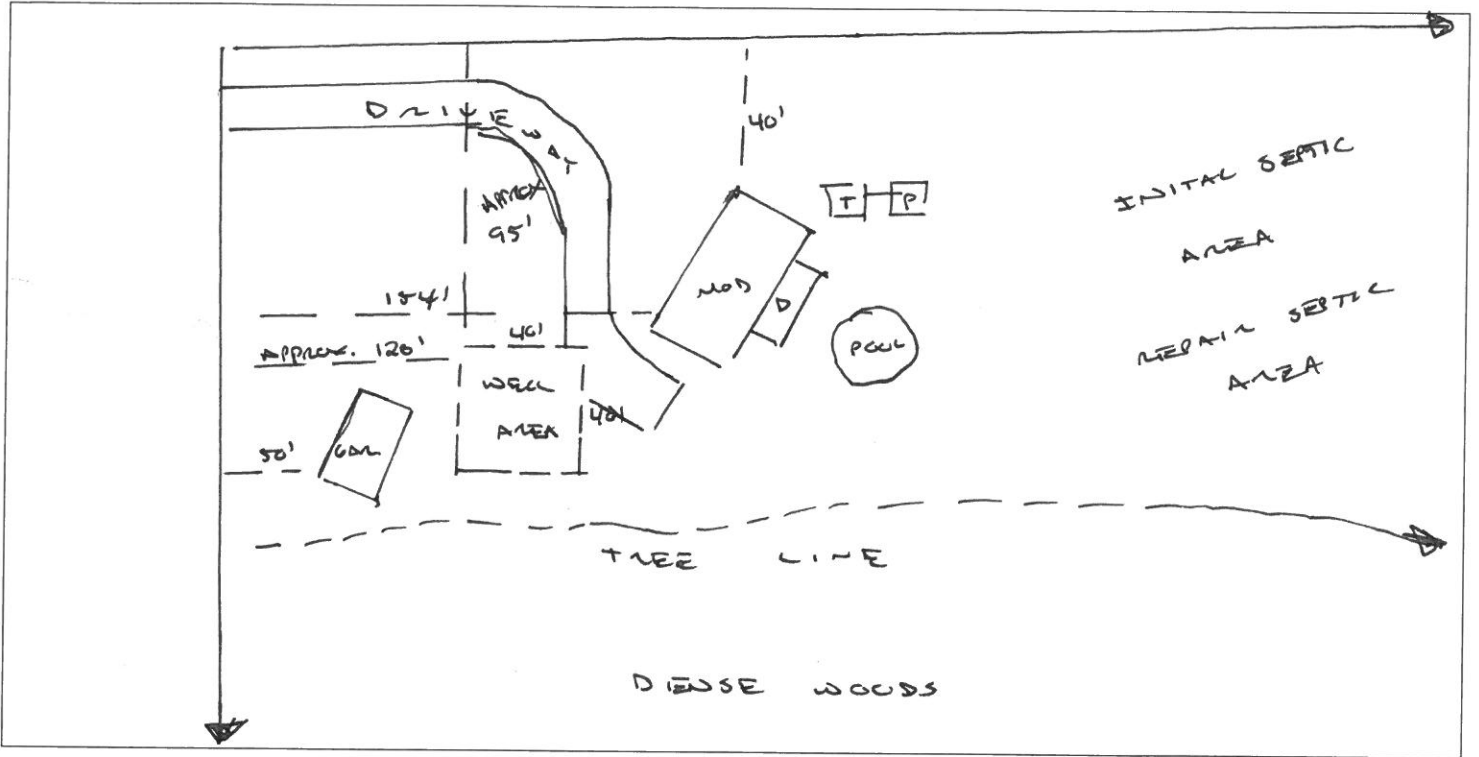 DRIVEWAY
40'
APPROX
95'
T P
INITAL SEPTIC
AREA
MOD
D
154'
REPAIR SEPTIC
AREA
40'
APPROX. 120'
POOL
WELL
AREA
40'
50'
GAR
TREE LINE
DENSE WOODS